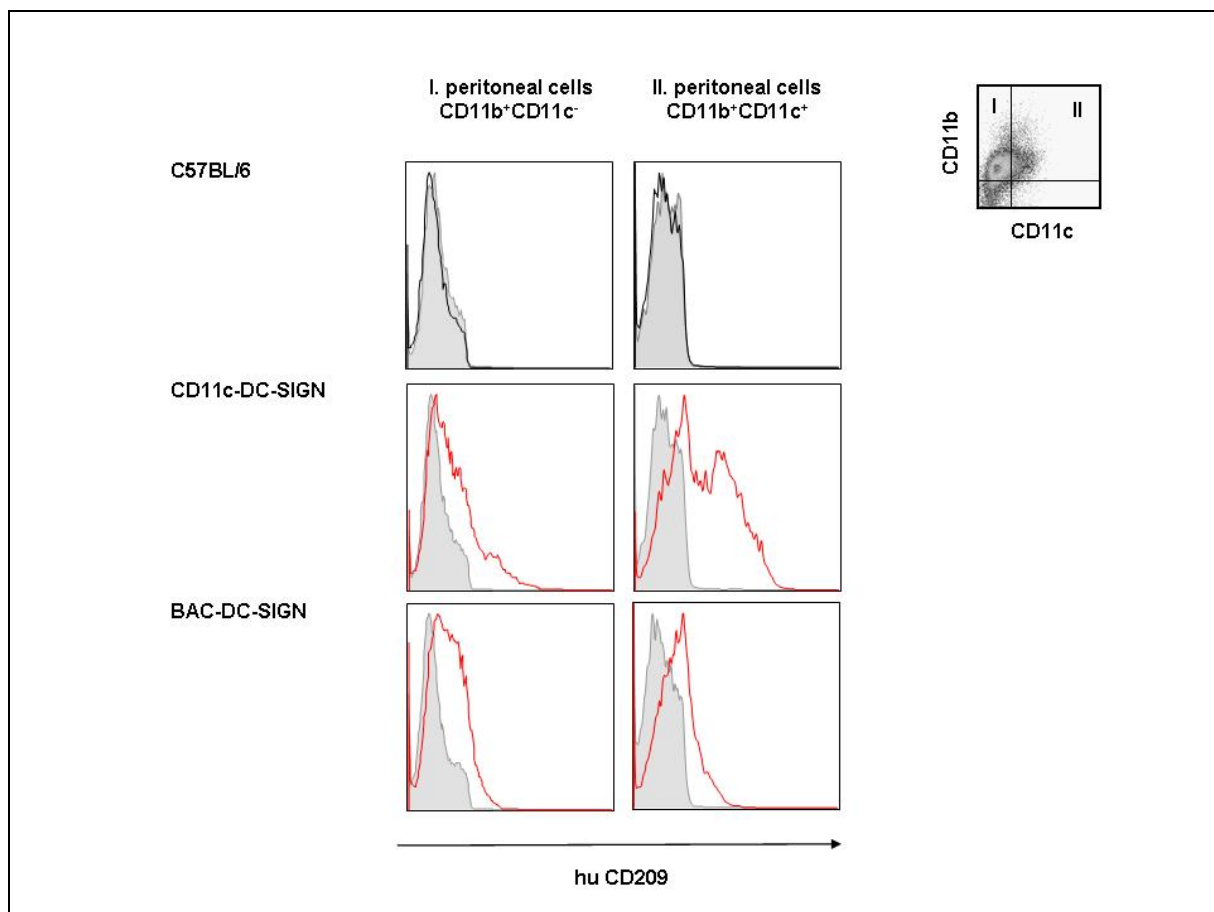 I. peritoneal cells
CD11b⁺CD11c⁻
II. peritoneal cells
CD11b⁺CD11c⁺
I
II
CD11b
CD11c
C57BL/6
CD11c-DC-SIGN
BAC-DC-SIGN
hu CD209